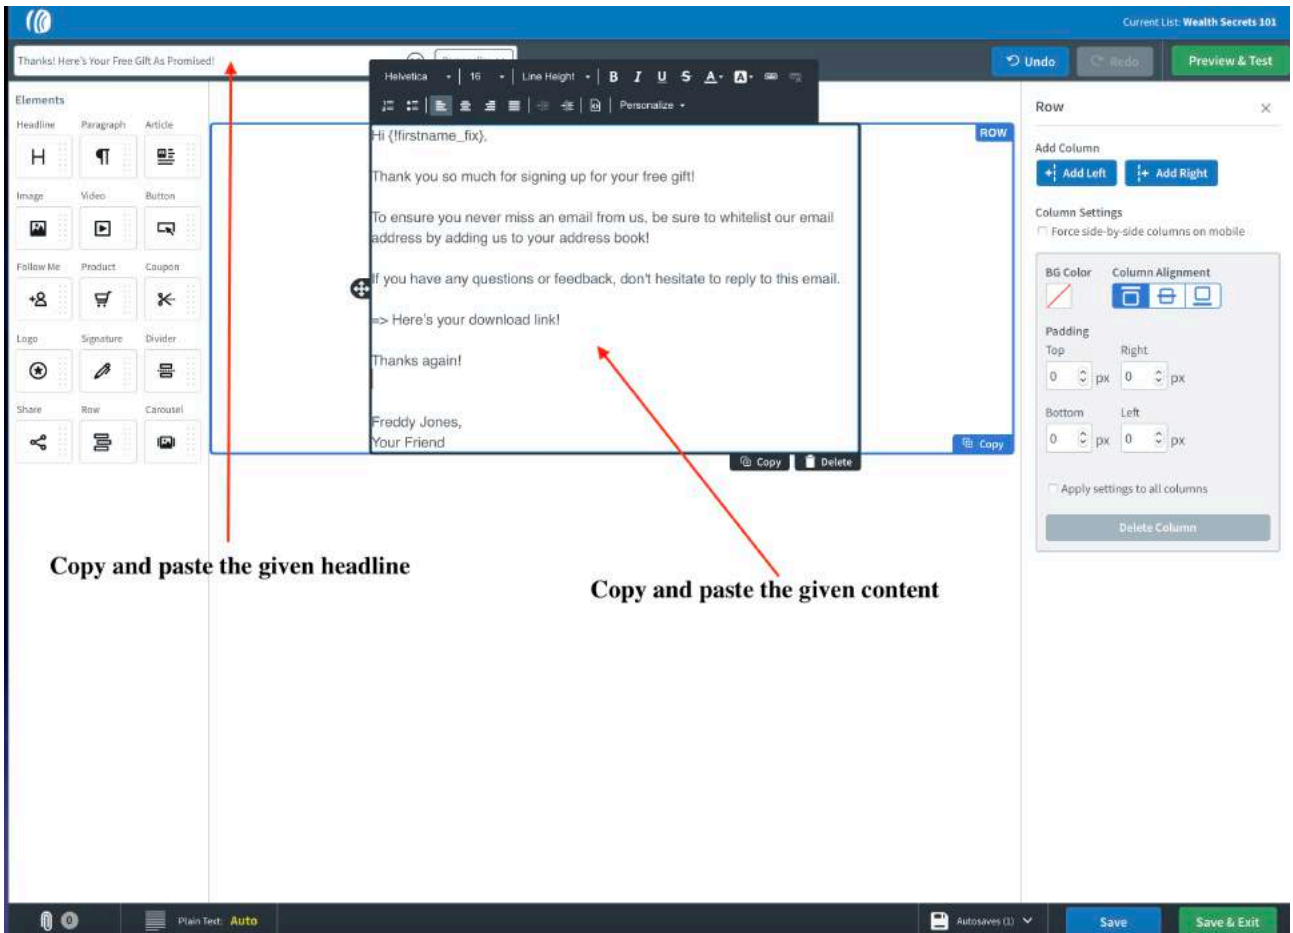 Current List: Wealth Secrets 101
Thanks! Here's Your Free Gift As Promised!
Undo
Redo
Preview & Test
Helvetica
16
Line Height
B I U S A A
Personalize
Elements
Headline Paragraph Article
H
Image Video Button
Follow Me Product Coupon
Logo Signature Divider
Share Row Carousel
ROW
Hi {!firstname_fix},
Thank you so much for signing up for your free gift!
To ensure you never miss an email from us, be sure to whitelist our email
address by adding us to your address book!
If you have any questions or feedback, don't hesitate to reply to this email.
=> Here's your download link!
Thanks again!
Freddy Jones,
Your Friend
Copy
Copy Delete
Row
Add Column
Add Left Add Right
Column Settings
Force side-by-side columns on mobile
BG Color Column Alignment
Padding
Top Right
0 px 0 px
Bottom Left
0 px 0 px
Apply settings to all columns
Delete Column
Copy and paste the given headline
Copy and paste the given content
0
Plain Text: Auto
Autosaves (1)
Save
Save & Exit